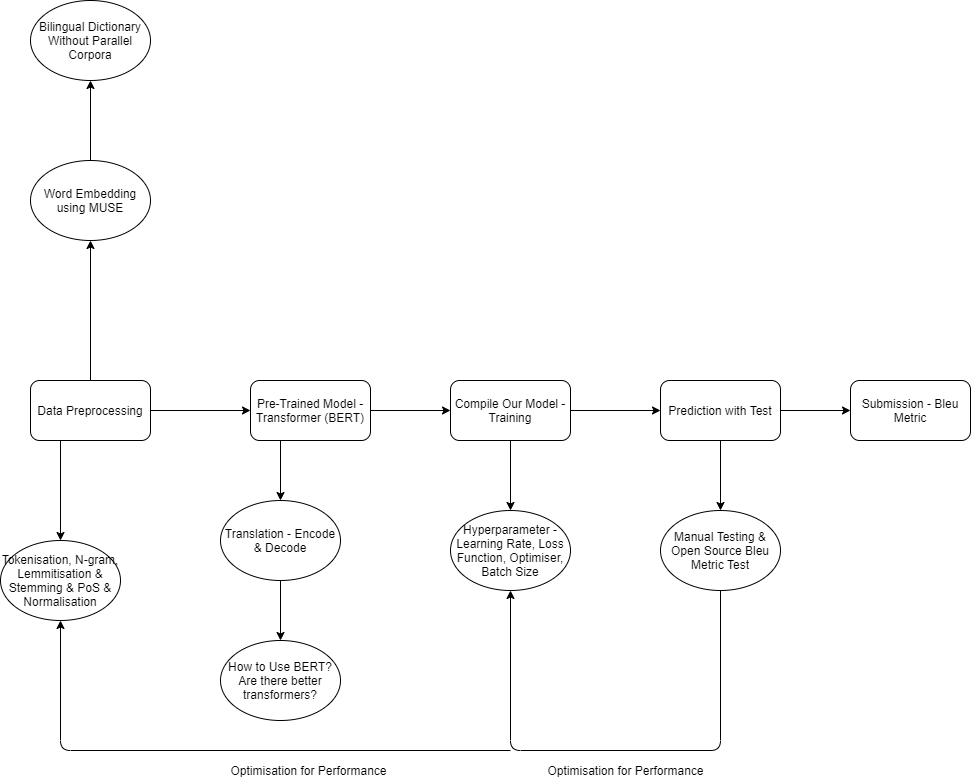 Bilingual Dictionary
Without Parallel
Corpora
Word Embedding
using MUSE
Data Preprocessing
Pre-Trained Model -
Transformer (BERT)
Compile Our Model -
Training
Prediction with Test
Submission - Bleu
Metric
Tokenisation, N-gram,
Lemmitisation &
Stemming & PoS &
Normalisation
Translation - Encode
& Decode
Hyperparameter -
Learning Rate, Loss
Function, Optimiser,
Batch Size
Manual Testing &
Open Source Bleu
Metric Test
How to Use BERT?
Are there better
transformers?
Optimisation for Performance
Optimisation for Performance